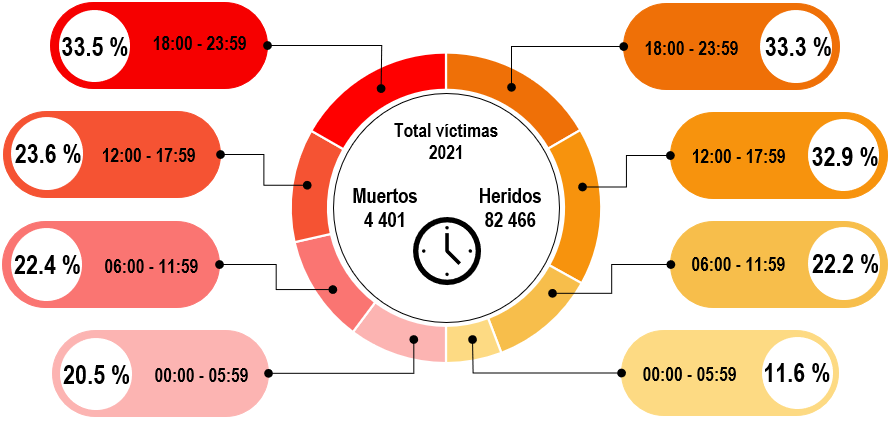 33.5 % 18:00 - 23:59
23.6 % 12:00 - 17:59
22.4 % 06:00 - 11:59
20.5 % 00:00 - 05:59
Total víctimas
2021
Muertos
4 401
Heridos
82 466
18:00 - 23:59 33.3 %
12:00 - 17:59 32.9 %
06:00 - 11:59 22.2 %
00:00 - 05:59 11.6 %